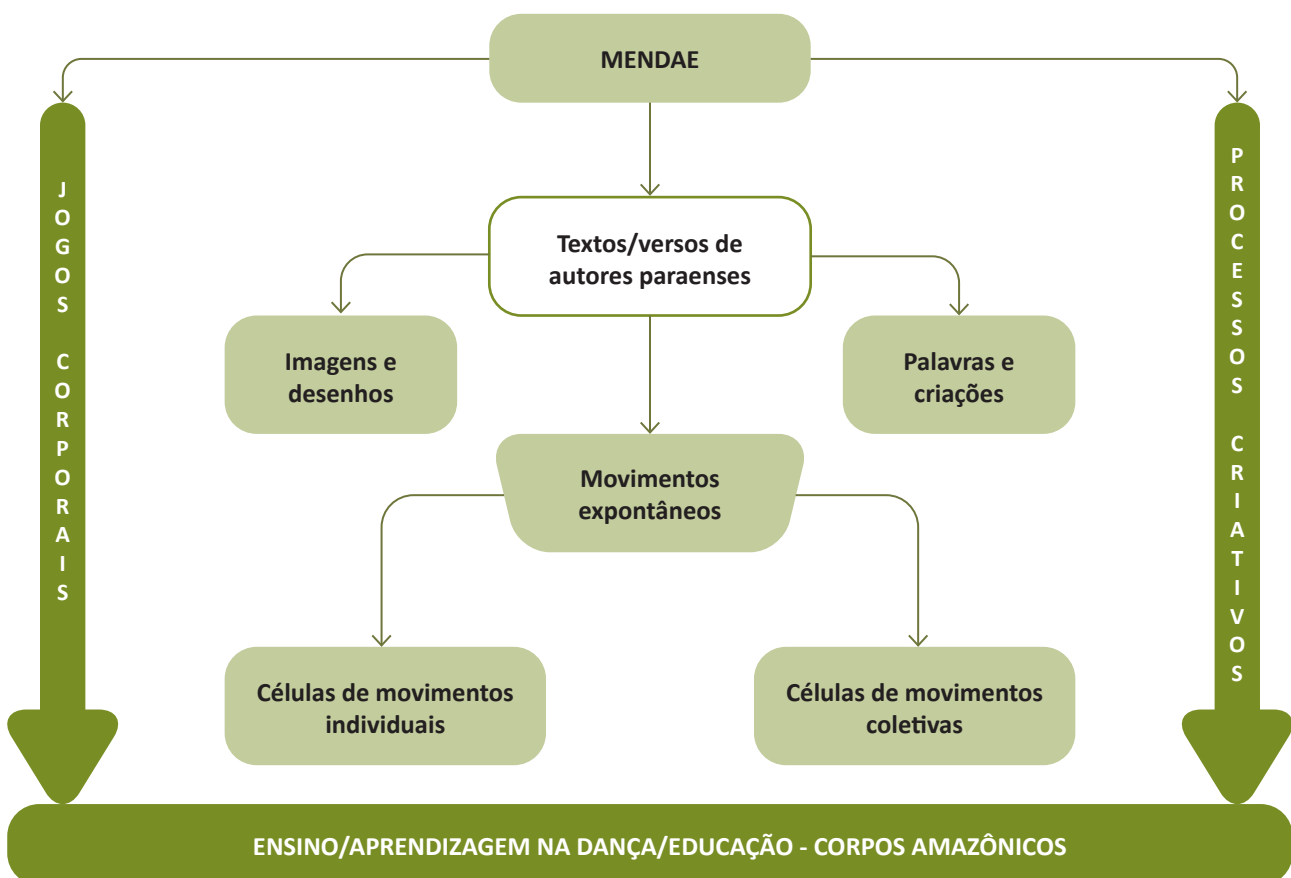 MENDAE
JOGOS CORPORAIS
PROCESSOS CRIATIVOS
Textos/versos de
autores paraenses
Imagens e
desenhos
Palavras e
criações
Movimentos
expontâneos
Células de movimentos
individuais
Células de movimentos
coletivas
ENSINO/APRENDIZAGEM NA DANÇA/EDUCAÇÃO - CORPOS AMAZÔNICOS